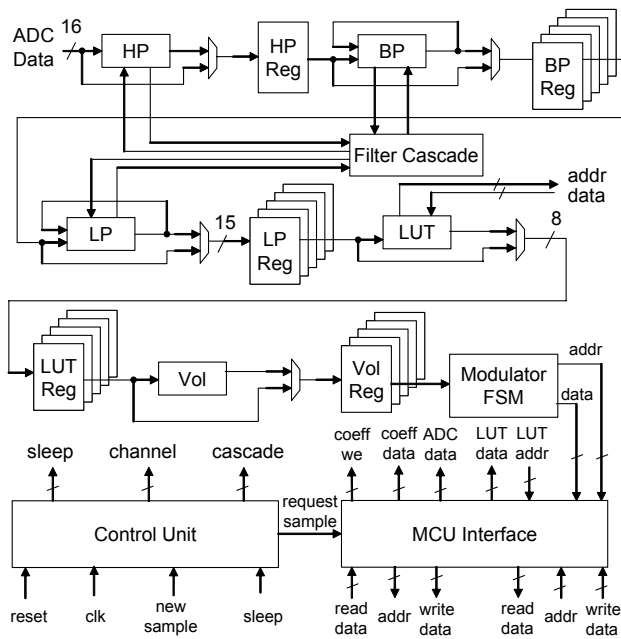 ADC
Data
16
HP
HP
Reg
BP
BP
Reg
Filter Cascade
addr
data
LP
15
LP
Reg
LUT
8
LUT
Reg
Vol
Vol
Reg
Modulator
FSM
addr
data
sleep
channel
cascade
coeff
we
coeff
data
ADC
data
LUT
data
LUT
addr
request
sample
Control Unit
MCU Interface
reset
clk
new
sample
sleep
read
data
addr
write
data
read
data
addr
write
data